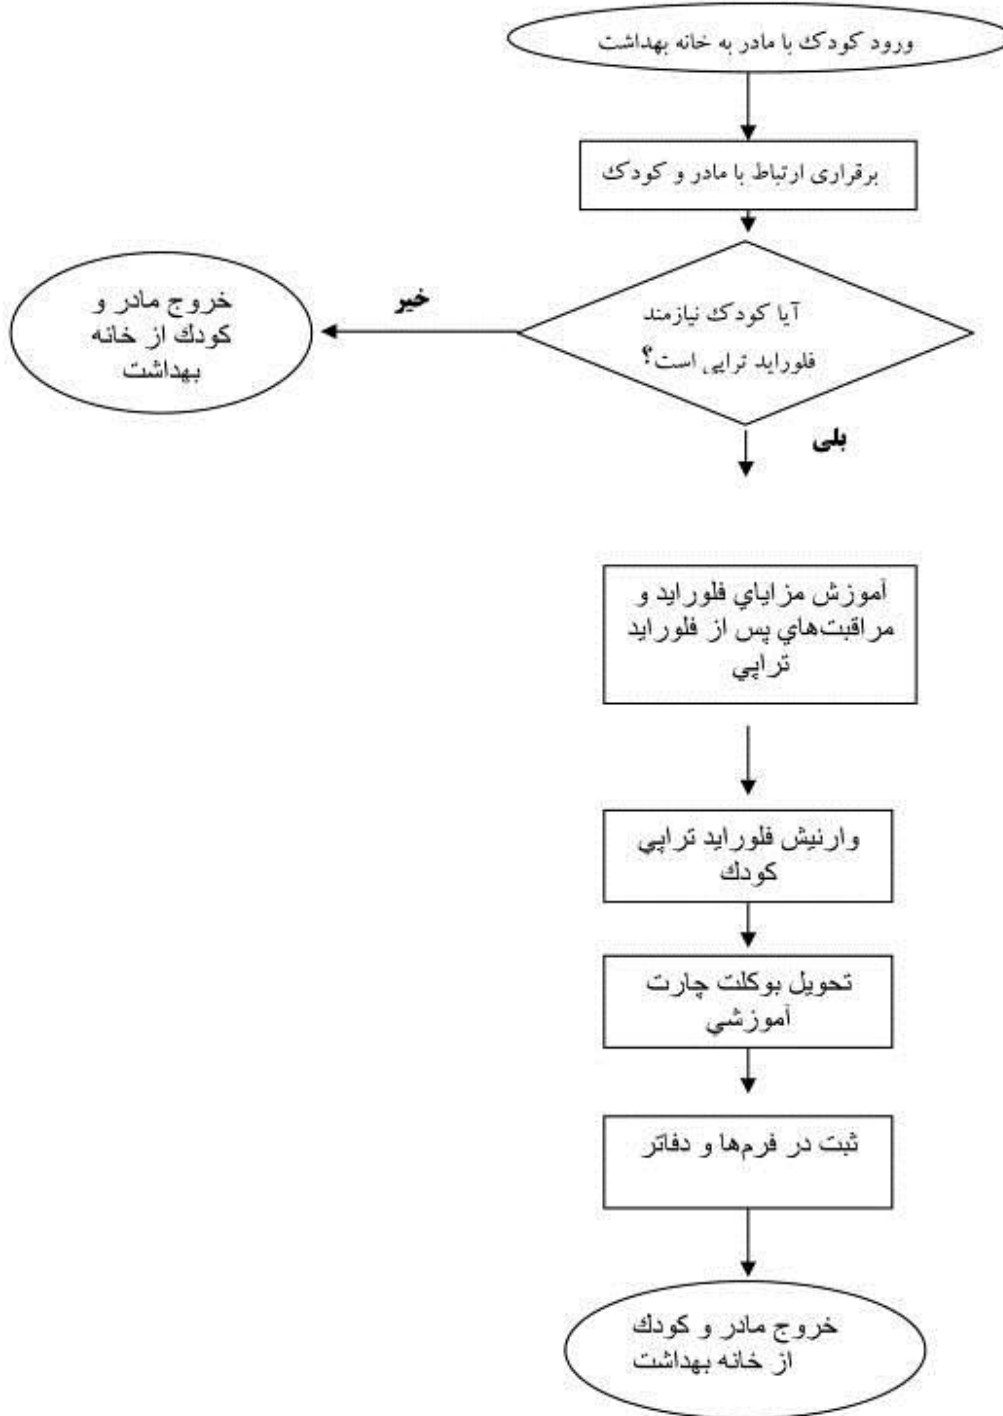 ورود کودک با مادر به خانه بهداشت
برقراری ارتباط با مادر و کودک
آیا کودک نیازمند
فلوراید تراپی است؟
خیر
خروج مادر و
كودك از خانه
بهداشت
بلی
آموزش مزاياي فلورايد و
مراقبت‌هاي پس از فلورايد
تراپي
وارنيش فلورايد تراپي
كودك
تحويل بوكلت چارت
آموزشي
ثبت در فرم‌ها و دفاتر
خروج مادر و كودك
از خانه بهداشت